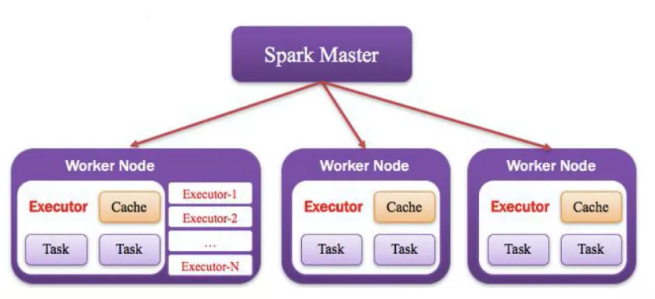 Spark Master
Worker Node
Executor
Cache
Task
Task
Executor-1
Executor-2
...
Executor-N
Worker Node
Executor
Cache
Task
Task
Worker Node
Executor
Cache
Task
Task